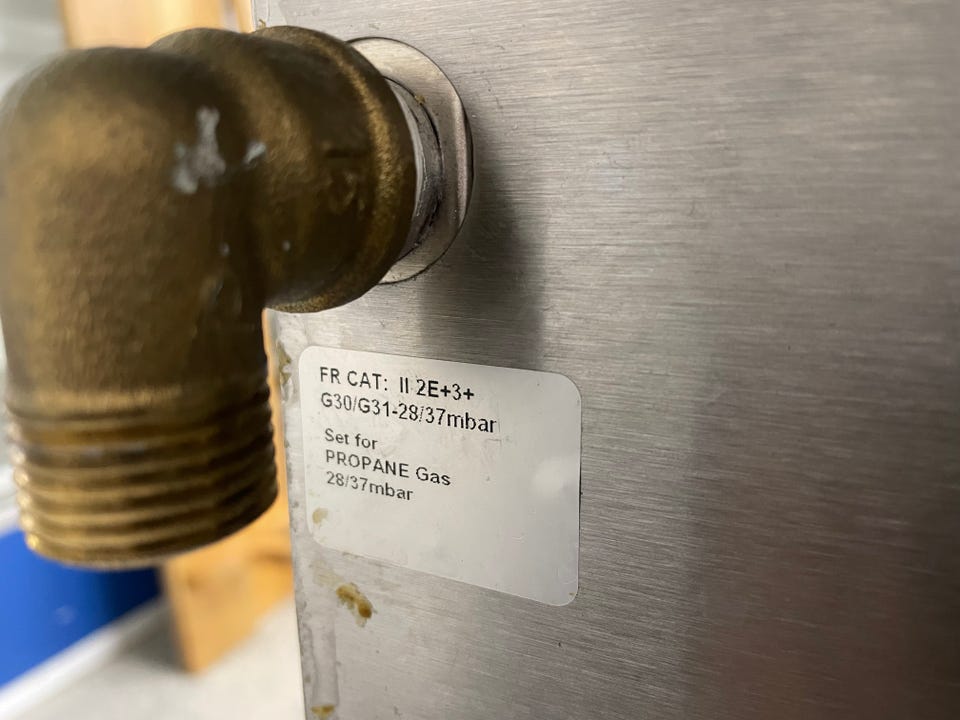 FR CAT: II 2E+3+
G30/G31-28/37mbar
Set for
PROPANE Gas
28/37mbar